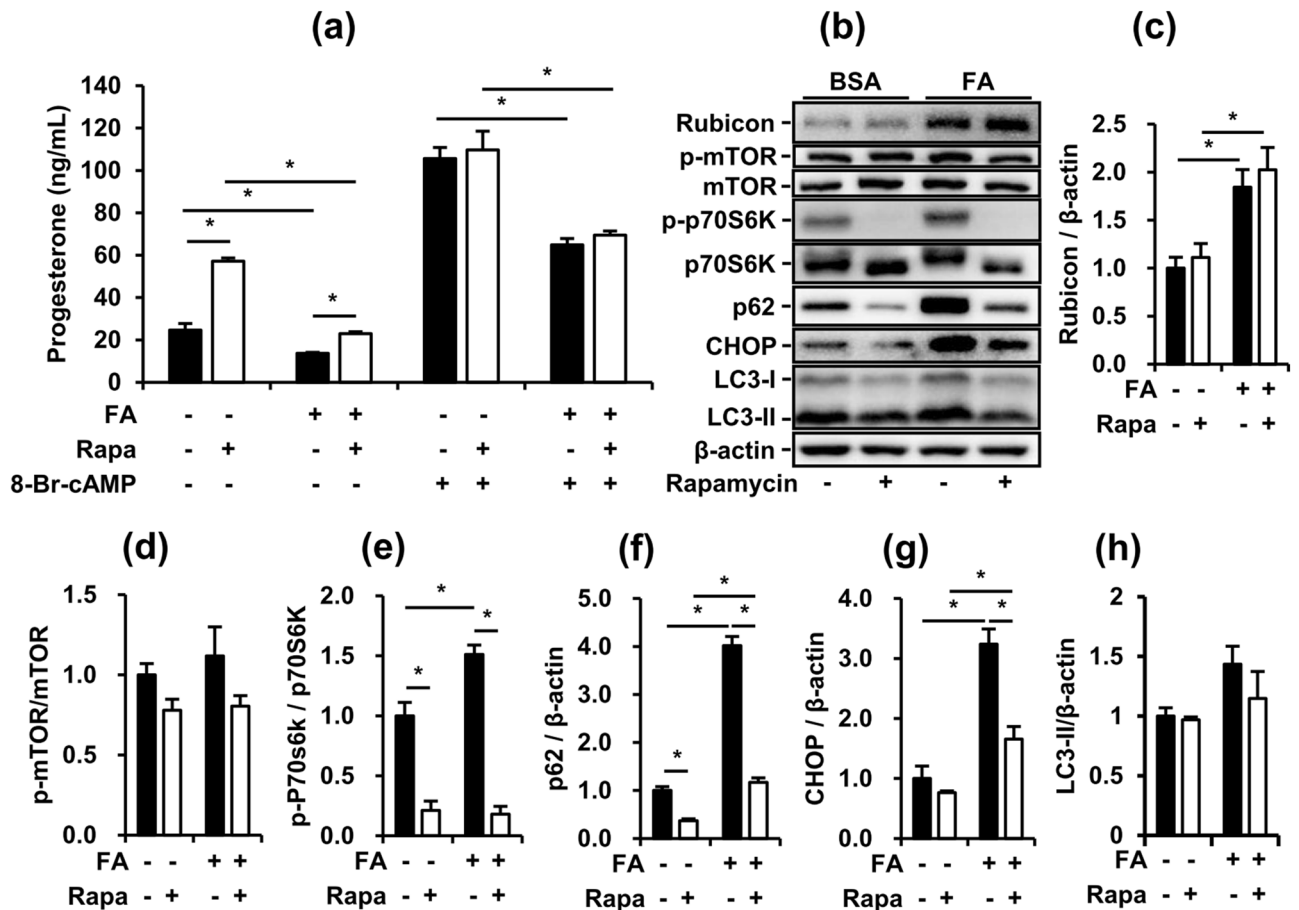 (a)
Progesterone (ng/mL)
140
120
100
80
60
40
20
0
* * * * * *
FA - - + + - - + +
Rapa - + - + - + - +
8-Br-cAMP - - - - + + + +
(b)
BSA FA
Rubicon -
p-mTOR -
mTOR -
p-p70S6K -
p70S6K -
p62 -
CHOP -
LC3-I -
LC3-II -
β-actin -
Rapamycin - + - +
(c)
Rubicon / β-actin
2.5
2.0
1.5
1.0
0.5
0.0
* *
FA - - + +
Rapa - + - +
(d)
p-mTOR/mTOR
1.5
1.0
0.5
0.0
FA - - + +
Rapa - + - +
(e)
p-P70s6k / p70S6K
2.0
1.5
1.0
0.5
0.0
* * *
FA - - + +
Rapa - + - +
(f)
p62 / β-actin
5.0
4.0
3.0
2.0
1.0
0.0
* * * *
FA - - + +
Rapa - + - +
(g)
CHOP / β-actin
4.0
3.0
2.0
1.0
0.0
* * *
FA - - + +
Rapa - + - +
(h)
LC3-II/β-actin
2
1.5
1
0.5
0
FA - - + +
Rapa - + - +